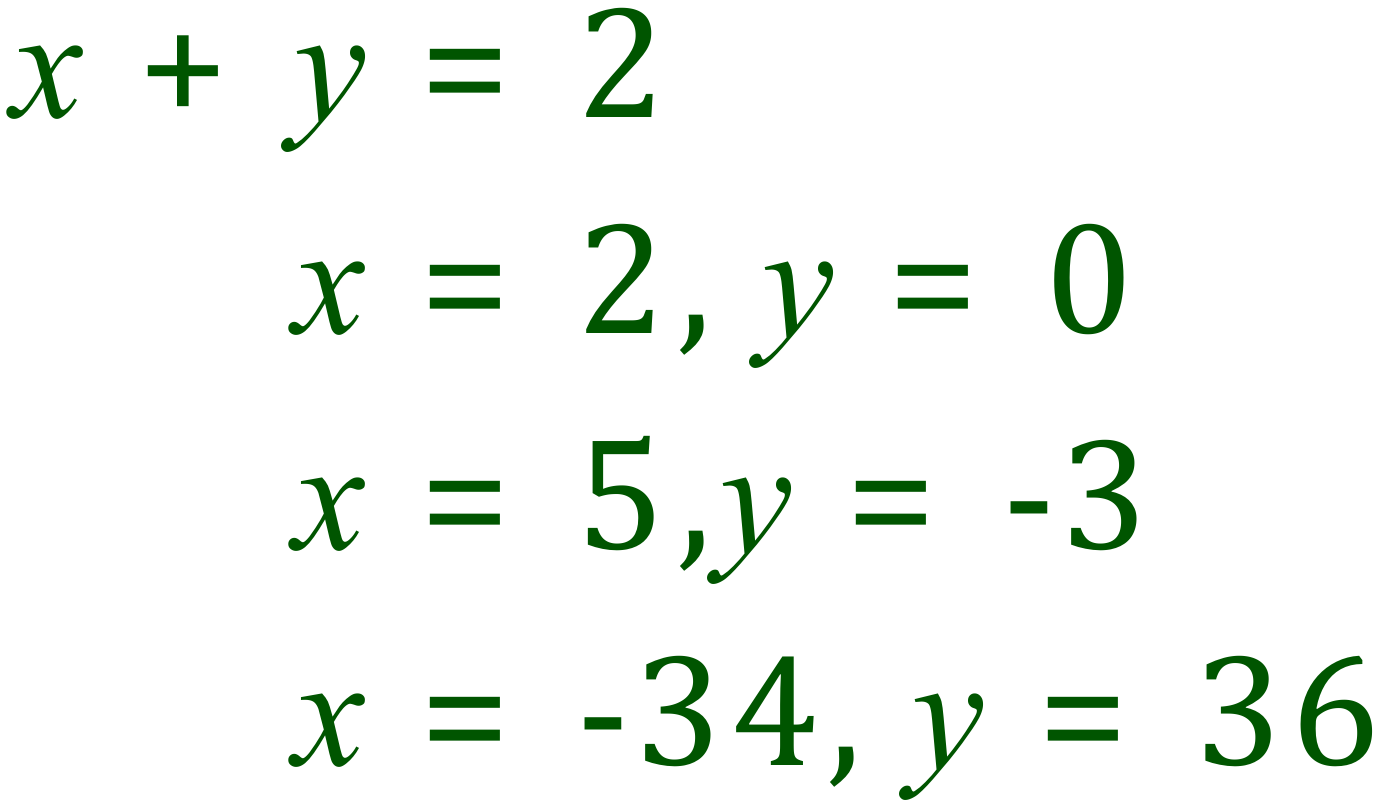 x + y = 2
x = 2, y = 0
x = 5,y = -3
x = -34, y = 36